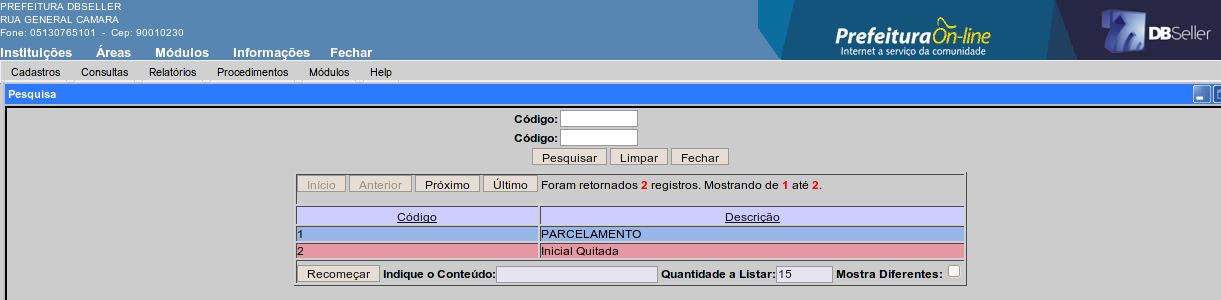 PREFEITURA DBSELLER
RUA GENERAL CAMARA
Fone: 05130765101 - Cep: 90010230
Prefeitura On-line
Internet a serviço da comunidade
DBSeller
Instituições Áreas Módulos Informações Fechar
Cadastros Consultas Relatórios Procedimentos Módulos Help
Pesquisa
Código:
Código:
Pesquisar Limpar Fechar
Início Anterior Próximo Último Foram retornados 2 registros. Mostrando de 1 até 2.
Código Descrição
1 PARCELAMENTO
2 Inicial Quitada
Recomeçar Indique o Conteúdo: Quantidade a Listar: 15 Mostra Diferentes: